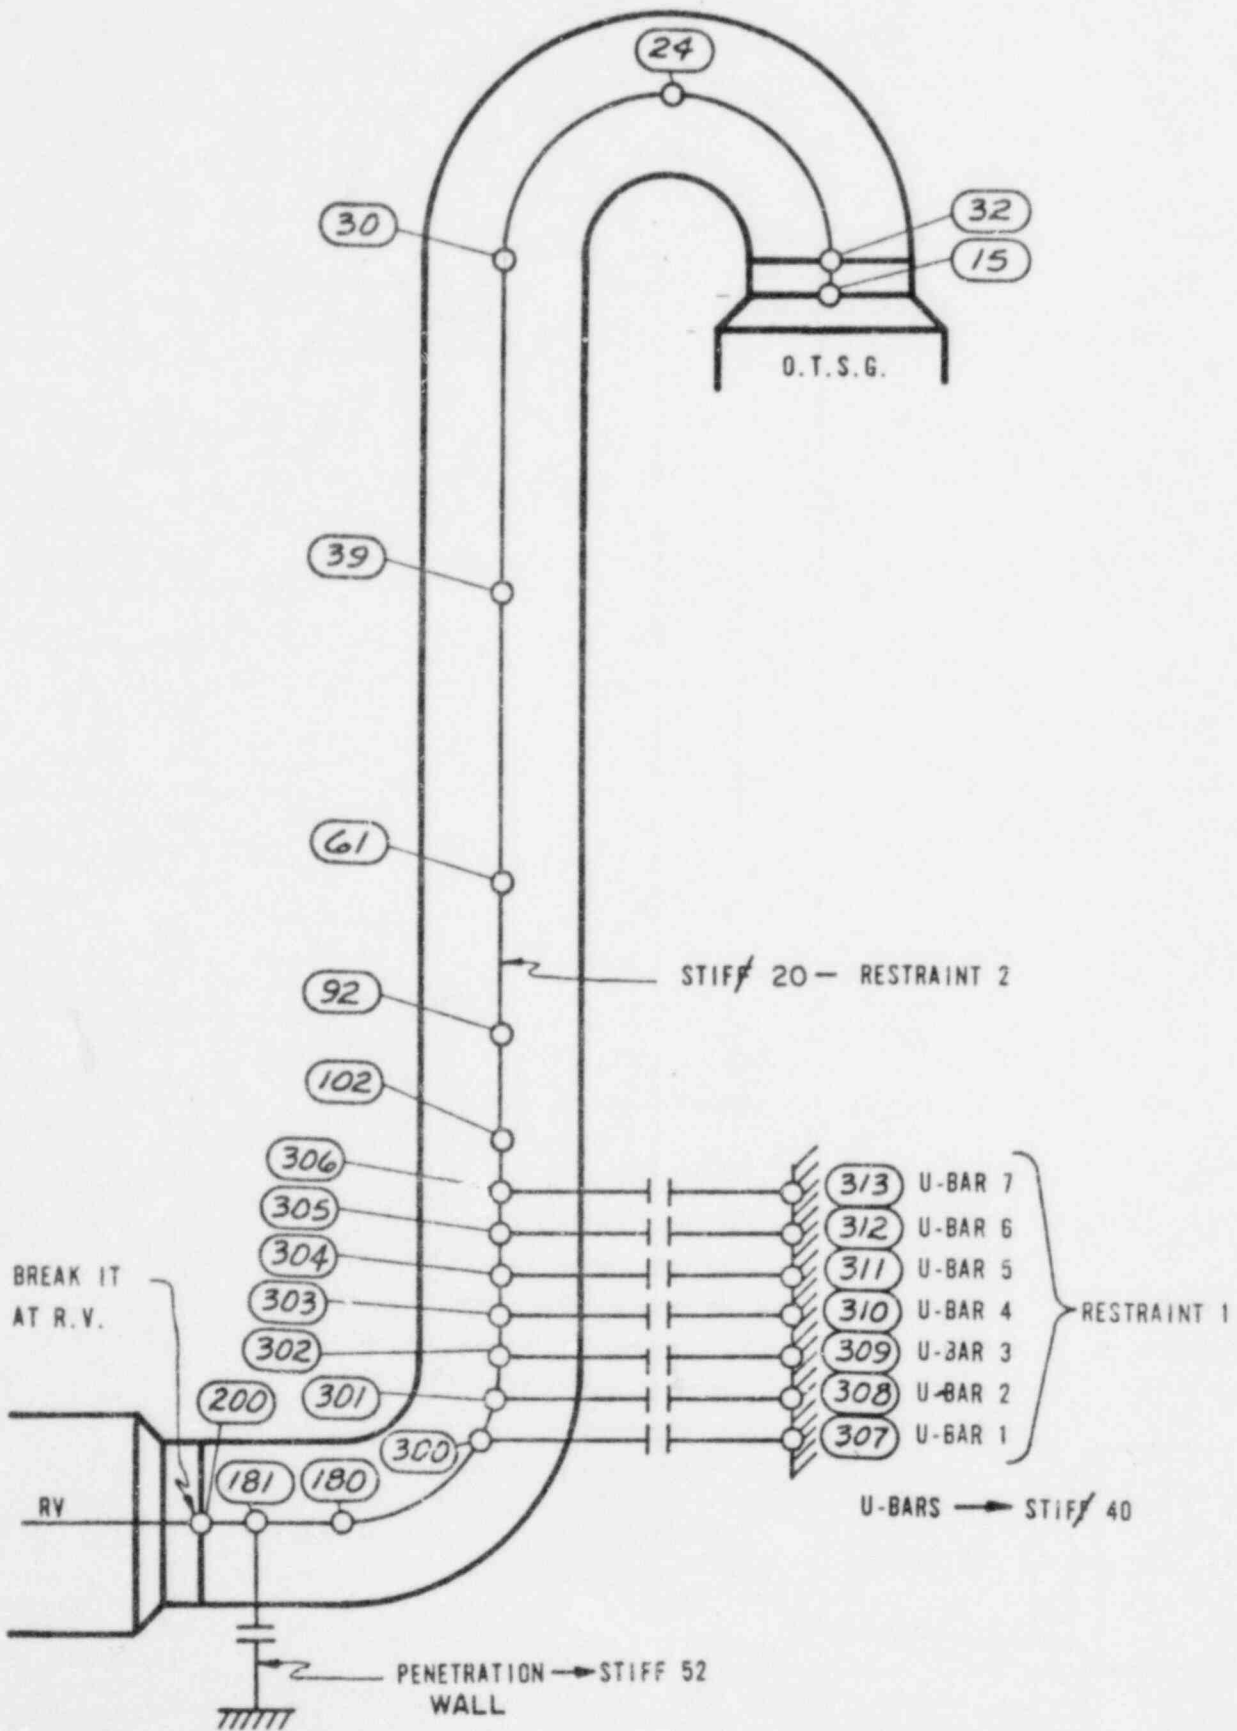 24
30
32
15
O.T.S.G.
39
61
STIFF 20 — RESTRAINT 2
92
102
306
313 U-BAR 7
305
312 U-BAR 6
304
311 U-BAR 5
BREAK IT
AT R.V.
303
310 U-BAR 4
RESTRAINT 1
302
309 U-BAR 3
200
301
308 U-BAR 2
300
307 U-BAR 1
181
180
RV
U-BARS → STIFF 40
PENETRATION → STIFF 52
WALL